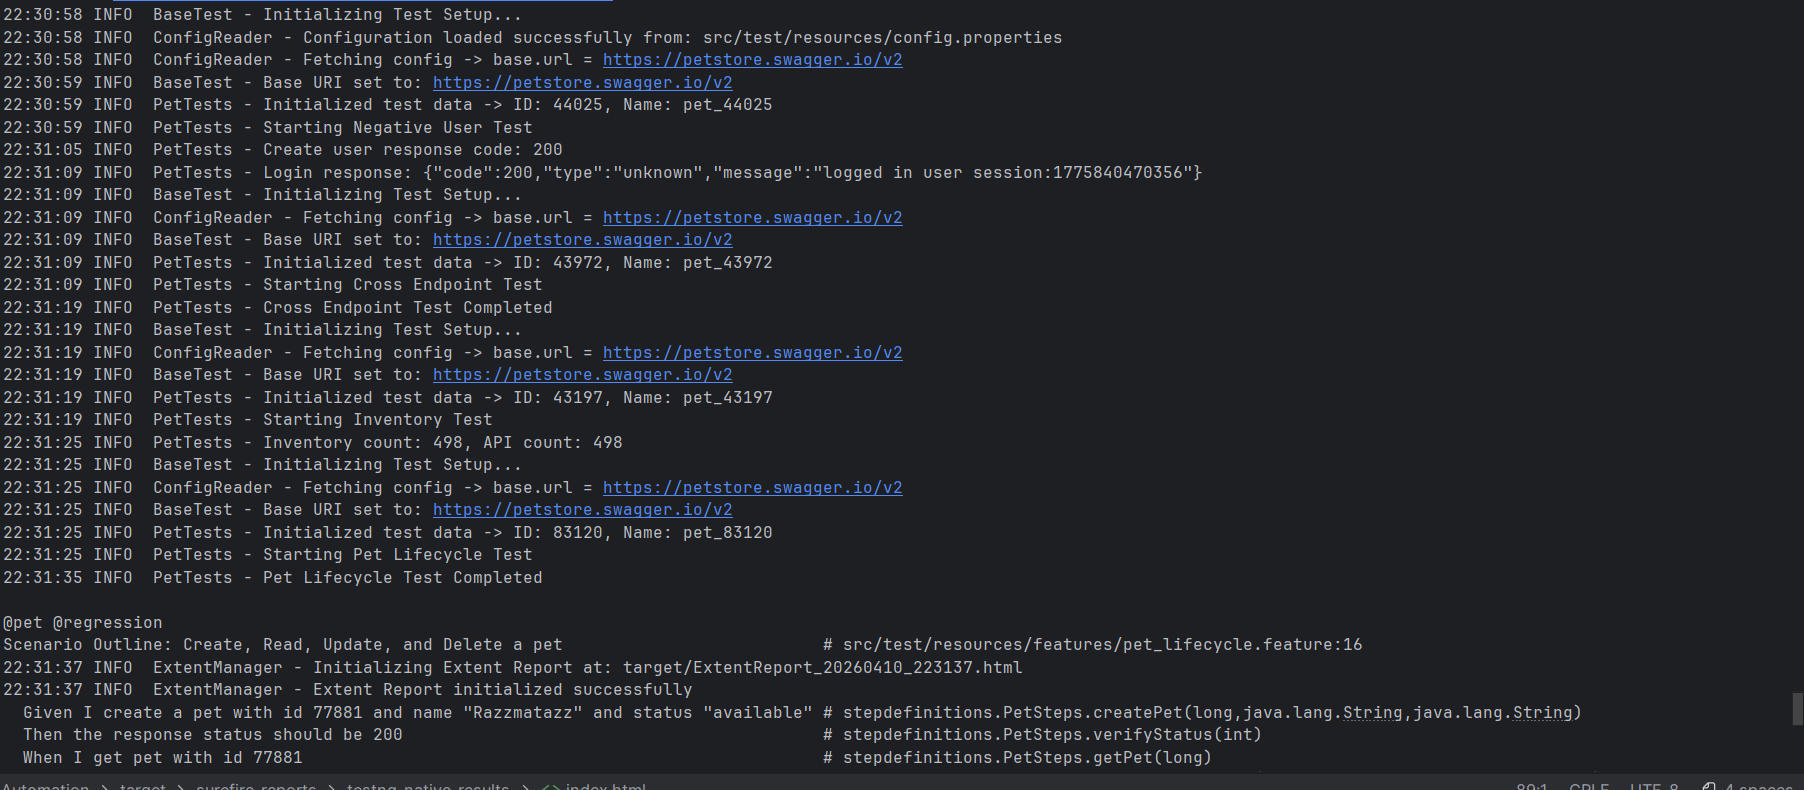 22:30:58 INFO  BaseTest - Initializing Test Setup...
22:30:58 INFO  ConfigReader - Configuration loaded successfully from: src/test/resources/config.properties
22:30:58 INFO  ConfigReader - Fetching config -> base.url = https://petstore.swagger.io/v2
22:30:59 INFO  BaseTest - Base URI set to: https://petstore.swagger.io/v2
22:30:59 INFO  PetTests - Initialized test data -> ID: 44025, Name: pet_44025
22:30:59 INFO  PetTests - Starting Negative User Test
22:31:05 INFO  PetTests - Create user response code: 200
22:31:09 INFO  PetTests - Login response: {"code":200,"type":"unknown","message":"logged in user session:1775840470356"}
22:31:09 INFO  BaseTest - Initializing Test Setup...
22:31:09 INFO  ConfigReader - Fetching config -> base.url = https://petstore.swagger.io/v2
22:31:09 INFO  BaseTest - Base URI set to: https://petstore.swagger.io/v2
22:31:09 INFO  PetTests - Initialized test data -> ID: 43972, Name: pet_43972
22:31:09 INFO  PetTests - Starting Cross Endpoint Test
22:31:19 INFO  PetTests - Cross Endpoint Test Completed
22:31:19 INFO  BaseTest - Initializing Test Setup...
22:31:19 INFO  ConfigReader - Fetching config -> base.url = https://petstore.swagger.io/v2
22:31:19 INFO  BaseTest - Base URI set to: https://petstore.swagger.io/v2
22:31:19 INFO  PetTests - Initialized test data -> ID: 43197, Name: pet_43197
22:31:19 INFO  PetTests - Starting Inventory Test
22:31:25 INFO  PetTests - Inventory count: 498, API count: 498
22:31:25 INFO  BaseTest - Initializing Test Setup...
22:31:25 INFO  ConfigReader - Fetching config -> base.url = https://petstore.swagger.io/v2
22:31:25 INFO  BaseTest - Base URI set to: https://petstore.swagger.io/v2
22:31:25 INFO  PetTests - Initialized test data -> ID: 83120, Name: pet_83120
22:31:25 INFO  PetTests - Starting Pet Lifecycle Test
22:31:35 INFO  PetTests - Pet Lifecycle Test Completed
@pet @regression
Scenario Outline: Create, Read, Update, and Delete a pet # src/test/resources/features/pet_lifecycle.feature:16
22:31:37 INFO  ExtentManager - Initializing Extent Report at: target/ExtentReport_20260410_223137.html
22:31:37 INFO  ExtentManager - Extent Report initialized successfully
Given I create a pet with id 77881 and name "Razzmatazz" and status "available" # stepdefinitions.PetSteps.createPet(long,java.lang.String,java.lang.String)
Then the response status should be 200 # stepdefinitions.PetSteps.verifyStatus(int)
When I get pet with id 77881 # stepdefinitions.PetSteps.getPet(long)
Automation > target > surefire-reports > testng-native-results > <> index.html 89:1 CRLF UTF-8 4 spaces